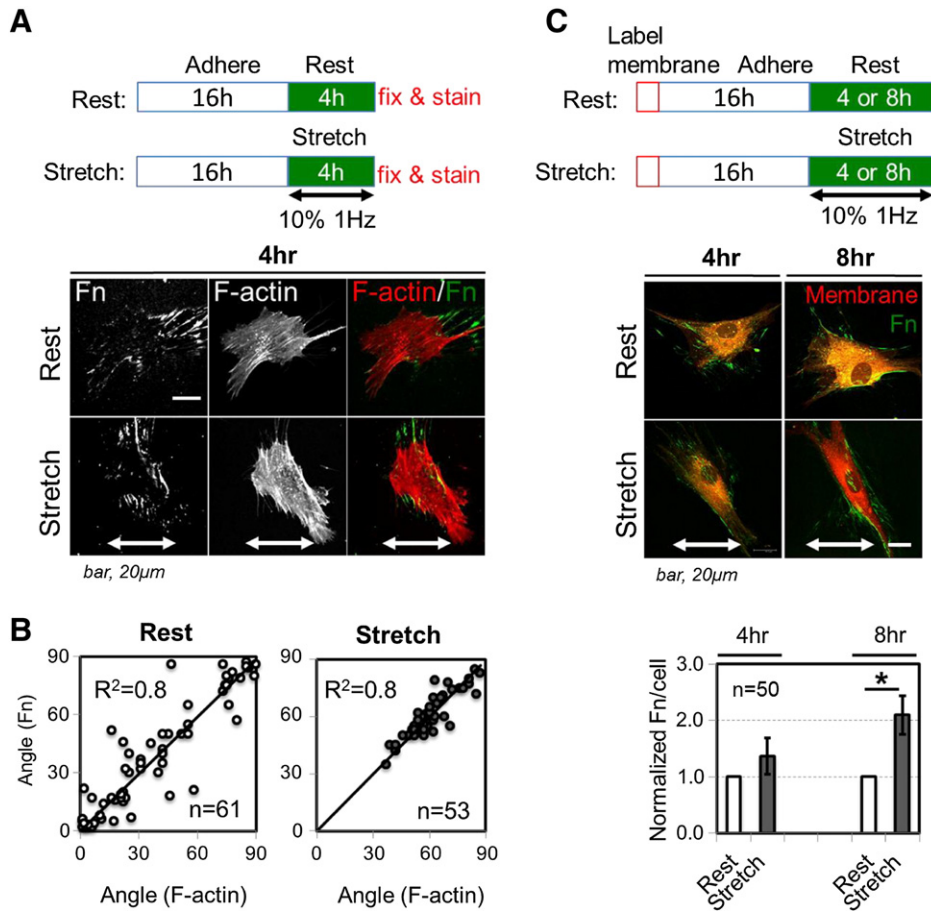 A
Adhere Rest
Rest: 16h 4h fix & stain
Stretch
Stretch: 16h 4h fix & stain
10% 1Hz
4hr
Fn F-actin F-actin/Fn
Rest
Stretch
bar, 20µm
B
Rest Stretch
Angle (Fn)
90 90
R²=0.8 R²=0.8
60 60
30 30
n=61 n=53
0 0
0 30 60 90 0 30 60 90
Angle (F-actin) Angle (F-actin)
C
Label
membrane Adhere Rest
Rest: 16h 4 or 8h
Stretch
Stretch: 16h 4 or 8h
10% 1Hz
4hr 8hr
Membrane
Fn
Rest
Stretch
bar, 20µm
4hr 8hr
Normalized Fn/cell
3.0
n=50 *
2.0
1.0
0.0
Rest Stretch Rest Stretch